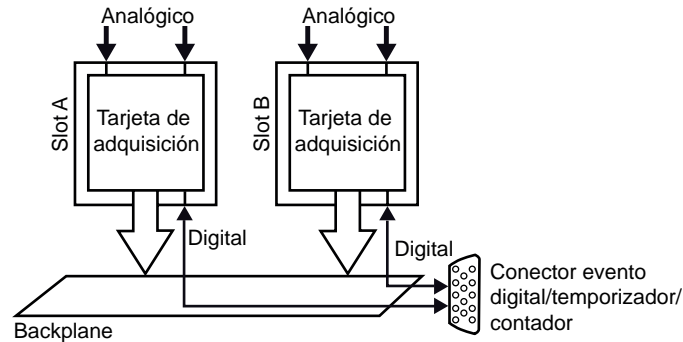 Analógico
Analógico
Slot A
Tarjeta de
adquisición
Slot B
Tarjeta de
adquisición
Digital
Digital
Conector evento
digital/temporizador/
contador
Backplane